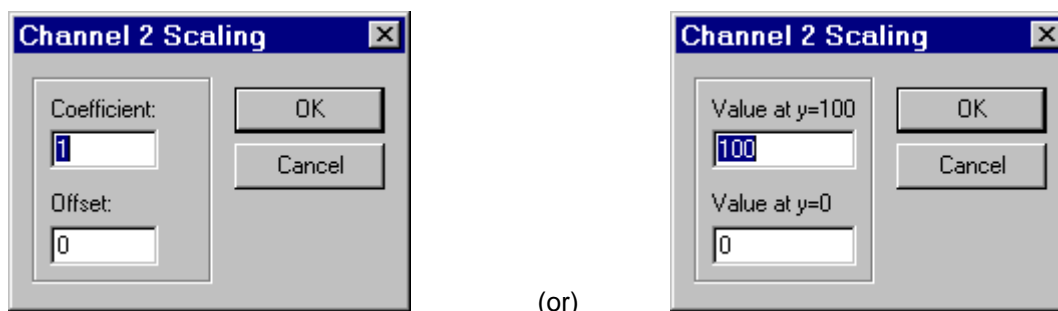 Channel 2 Scaling
Coefficient:
1
Offset:
0
OK
Cancel
(or)
Channel 2 Scaling
Value at y=100
100
Value at y=0
0
OK
Cancel